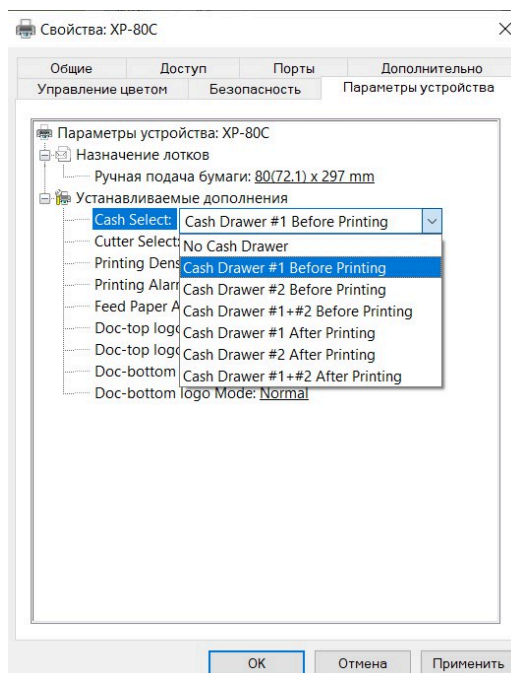 Свойства: XP-80C
Общие Доступ Порты Дополнительно
Управление цветом Безопасность Параметры устройства
Параметры устройства: XP-80C
Назначение лотков
Ручная подача бумаги: 80(72.1) x 297 mm
Устанавливаемые дополнения
Cash Select: Cash Drawer #1 Before Printing
Cutter Select:
No Cash Drawer
Printing Dens
Cash Drawer #1 Before Printing
Printing Alarr
Cash Drawer #2 Before Printing
Feed Paper A
Cash Drawer #1+#2 Before Printing
Doc-top logo
Cash Drawer #1 After Printing
Doc-top logo
Cash Drawer #2 After Printing
Doc-bottom
Cash Drawer #1+#2 After Printing
Doc-bottom logo Mode: Normal
ОК Отмена Применить